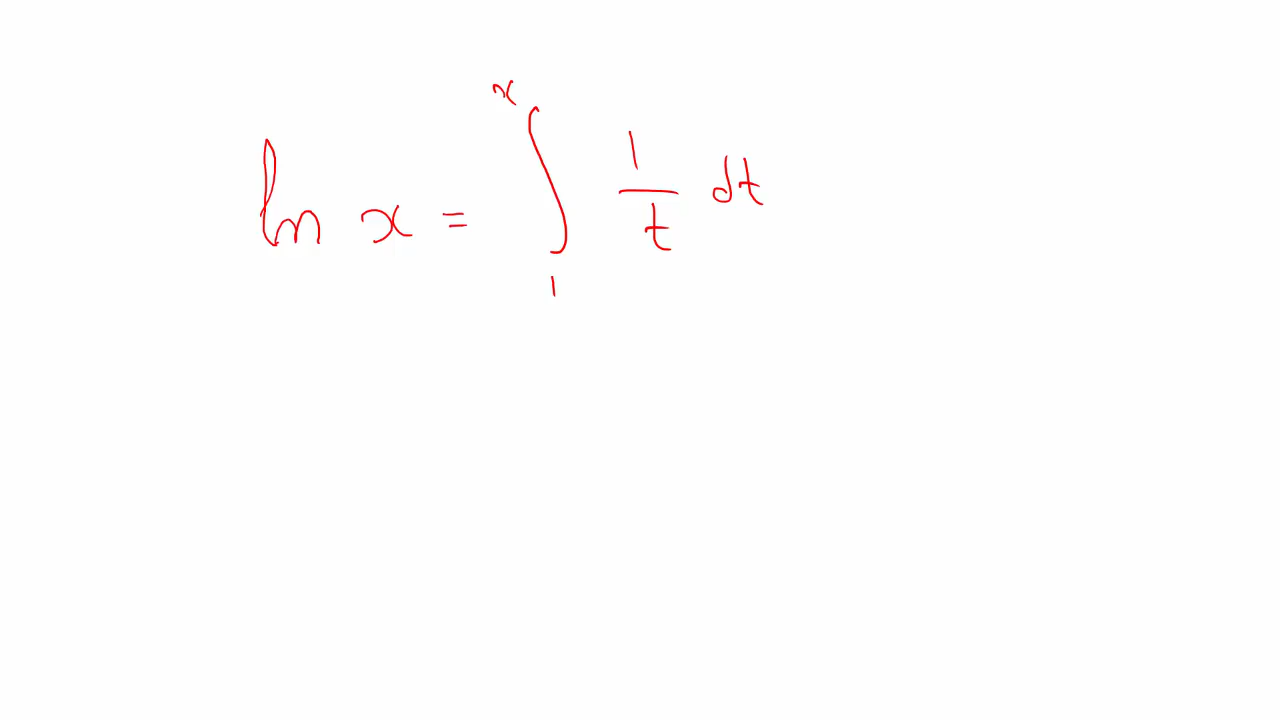 ln x = ∫₁ˣ 1/t dt